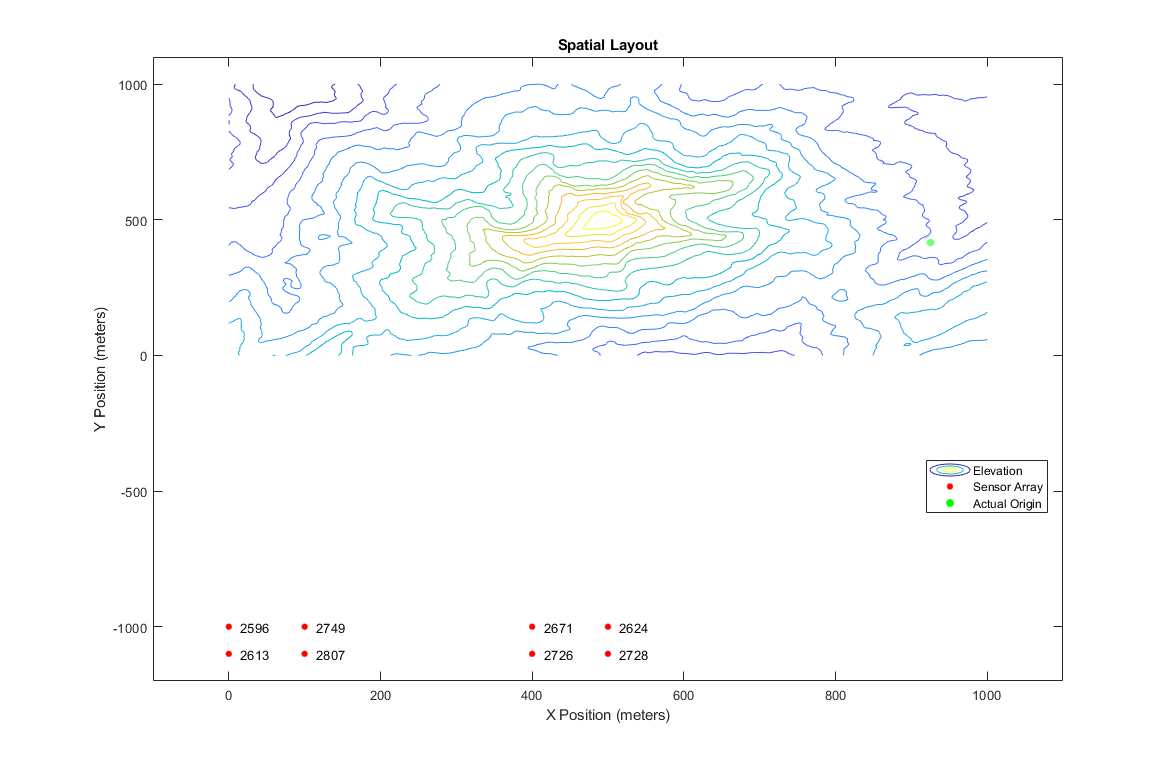 Spatial Layout
1000
500
0
-500
-1000
Y Position (meters)
Elevation
Sensor Array
Actual Origin
2596 2749 2671 2624
2613 2807 2726 2728
0 200 400 600 800 1000
X Position (meters)